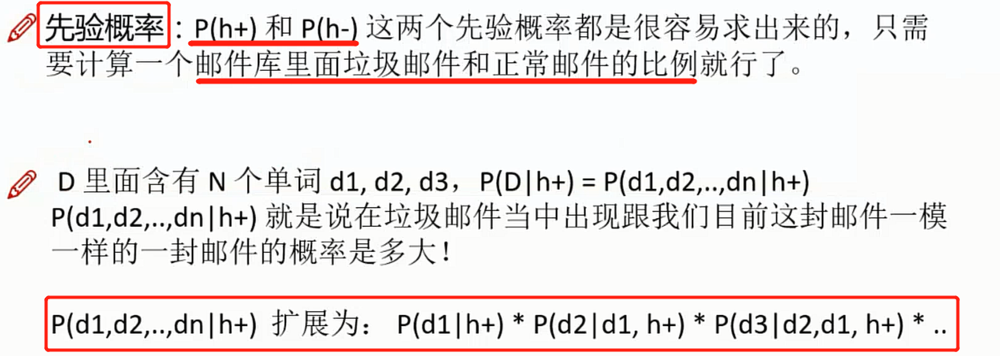 先验概率：P(h+) 和 P(h-) 这两个先验概率都是很容易求出来的，只需
要计算一个邮件库里面垃圾邮件和正常邮件的比例就行了。
D 里面含有 N 个单词 d1, d2, d3，P(D|h+) = P(d1,d2,..,dn|h+)
P(d1,d2,..,dn|h+) 就是说在垃圾邮件当中出现跟我们目前这封邮件一模
一样的一封邮件的概率是多大！
P(d1,d2,..,dn|h+) 扩展为： P(d1|h+) * P(d2|d1, h+) * P(d3|d2,d1, h+) * ..